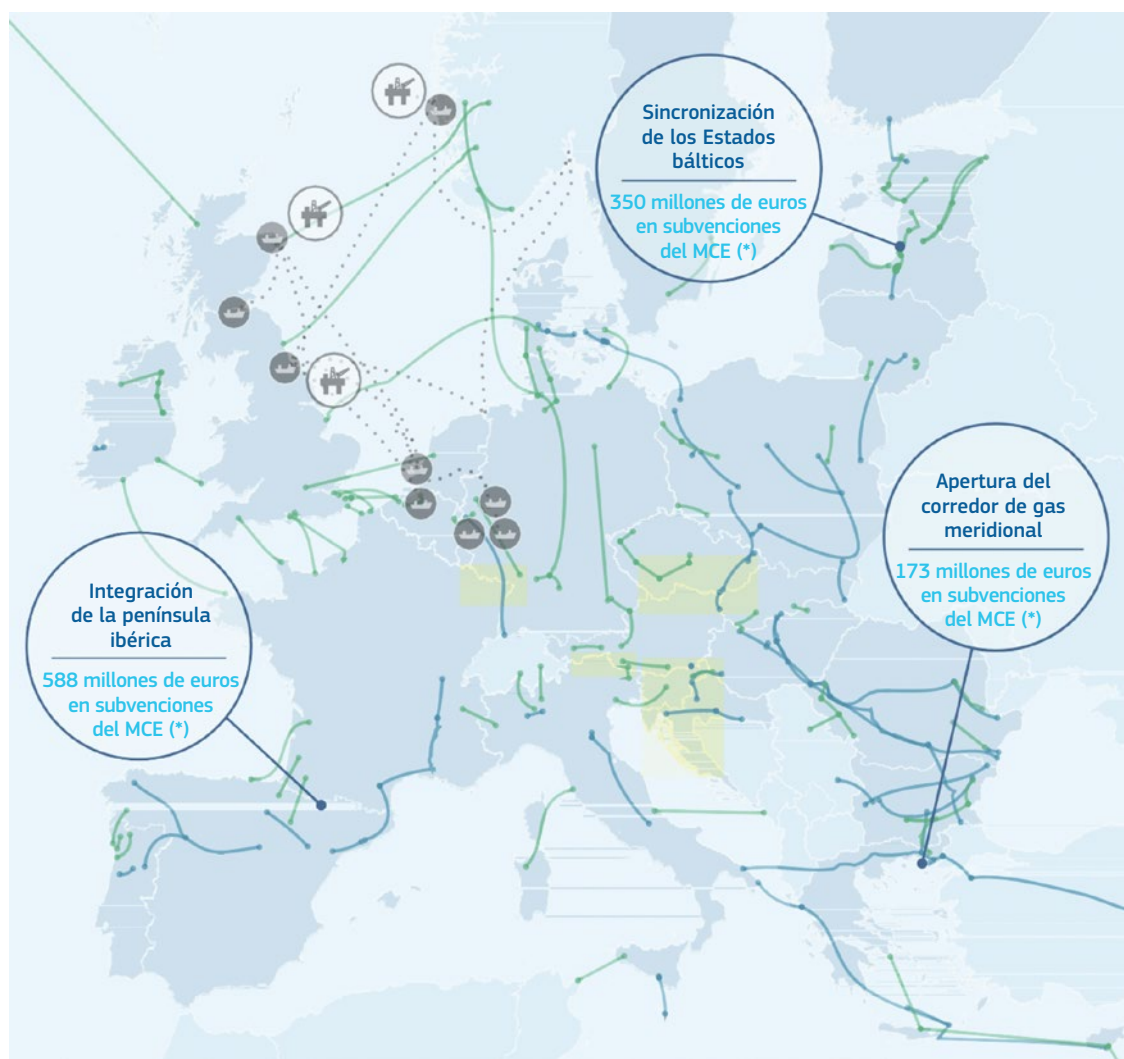 Sincronización
de los Estados
bálticos
350 millones de euros
en subvenciones
del MCE (*)
Apertura del
corredor de gas
meridional
173 millones de euros
en subvenciones
del MCE (*)
Integración
de la península
ibérica
588 millones de euros
en subvenciones
del MCE (*)